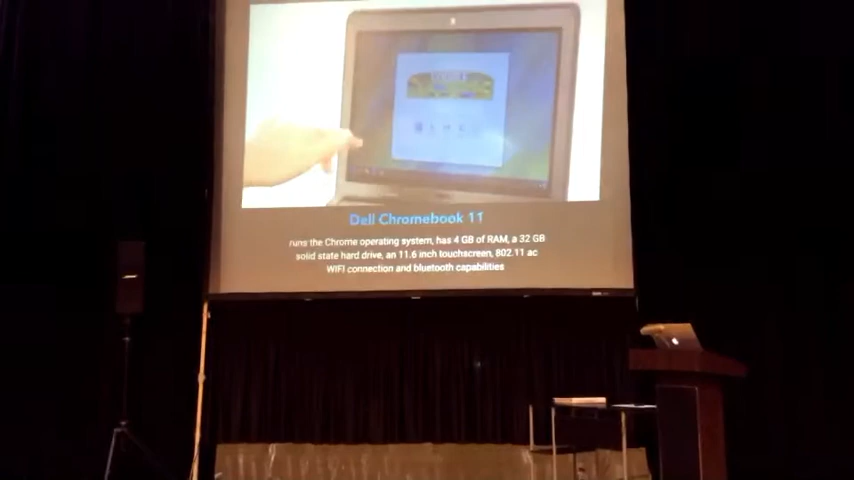 Dell Chromebook 11
runs the Chrome operating system, has 4 GB of RAM, a 32 GB
solid state hard drive, an 11.6 inch touchscreen, 802.11 ac
WIFI connection and bluetooth capabilities